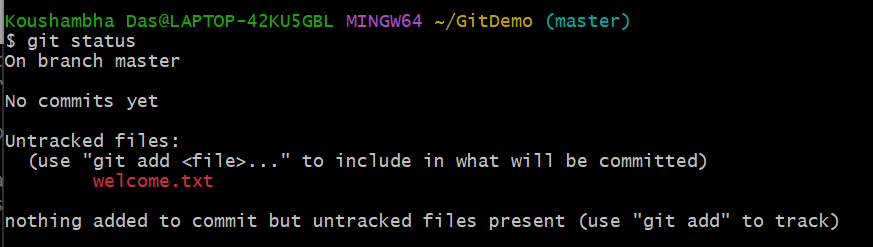 Koushambha Das@LAPTOP-42KU5GBL MINGW64 ~/GitDemo (master)
$ git status
On branch master
No commits yet
Untracked files:
(use "git add <file>..." to include in what will be committed)
welcome.txt
nothing added to commit but untracked files present (use "git add" to track)